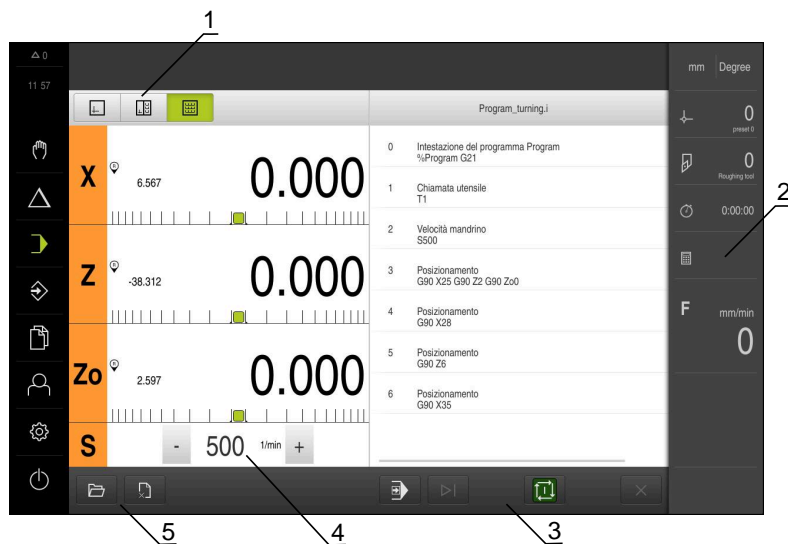 1
0
11 57
mm Degree
Program_turning.i
0
preset 0
0
Roughing tool
0:00:00
2
F mm/min
0
X R 6.567 0.000
Z R -38.312 0.000
Zo R 2.597 0.000
S - 500 1/min +
0 Intestazione del programma Program
%Program G21
1 Chiamata utensile
T1
2 Velocità mandrino
S500
3 Posizionamento
G90 X25 G90 Z2 G90 Zo0
4 Posizionamento
G90 X28
5 Posizionamento
G90 Z6
6 Posizionamento
G90 X35
5
4
3